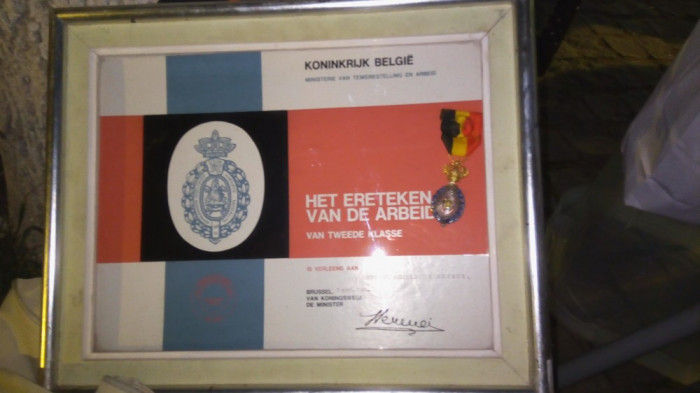 KONINKRIJK BELGIË
MINISTERIE VAN TEWERKSTELLING EN ARBEID
HET ERETEKEN
VAN DE ARBEID
VAN TWEEDE KLASSE
IS VERLEEND AAN
BRUSSEL,
VAN KONINGSWEGE
DE MINISTER